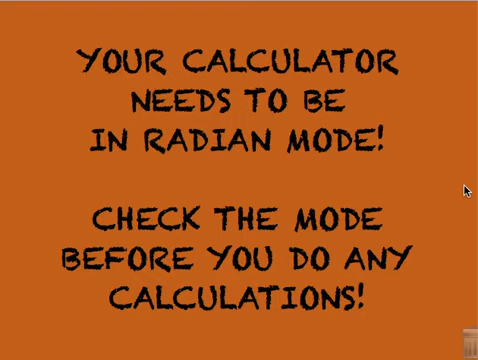 YOUR CALCULATOR
NEEDS TO BE
IN RADIAN MODE!
CHECK THE MODE
BEFORE YOU DO ANY
CALCULATIONS!